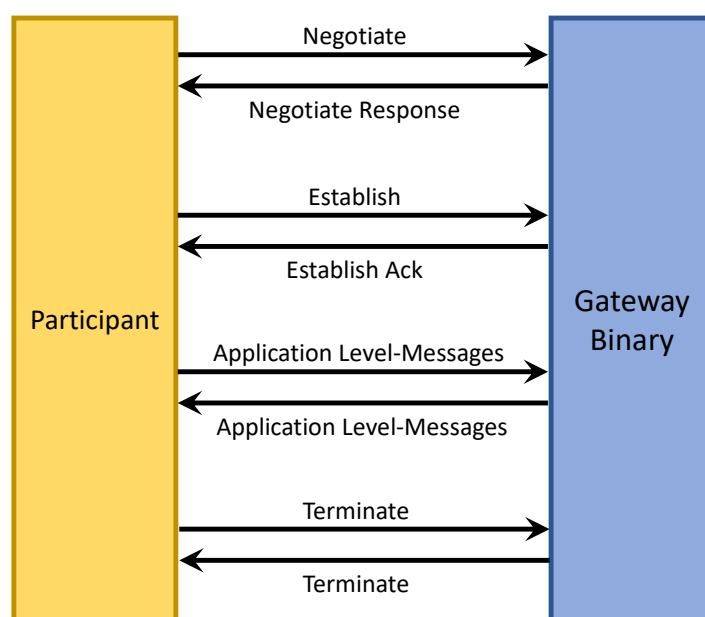 Negotiate
Negotiate Response
Establish
Establish Ack
Participant
Gateway
Binary
Application Level-Messages
Application Level-Messages
Terminate
Terminate